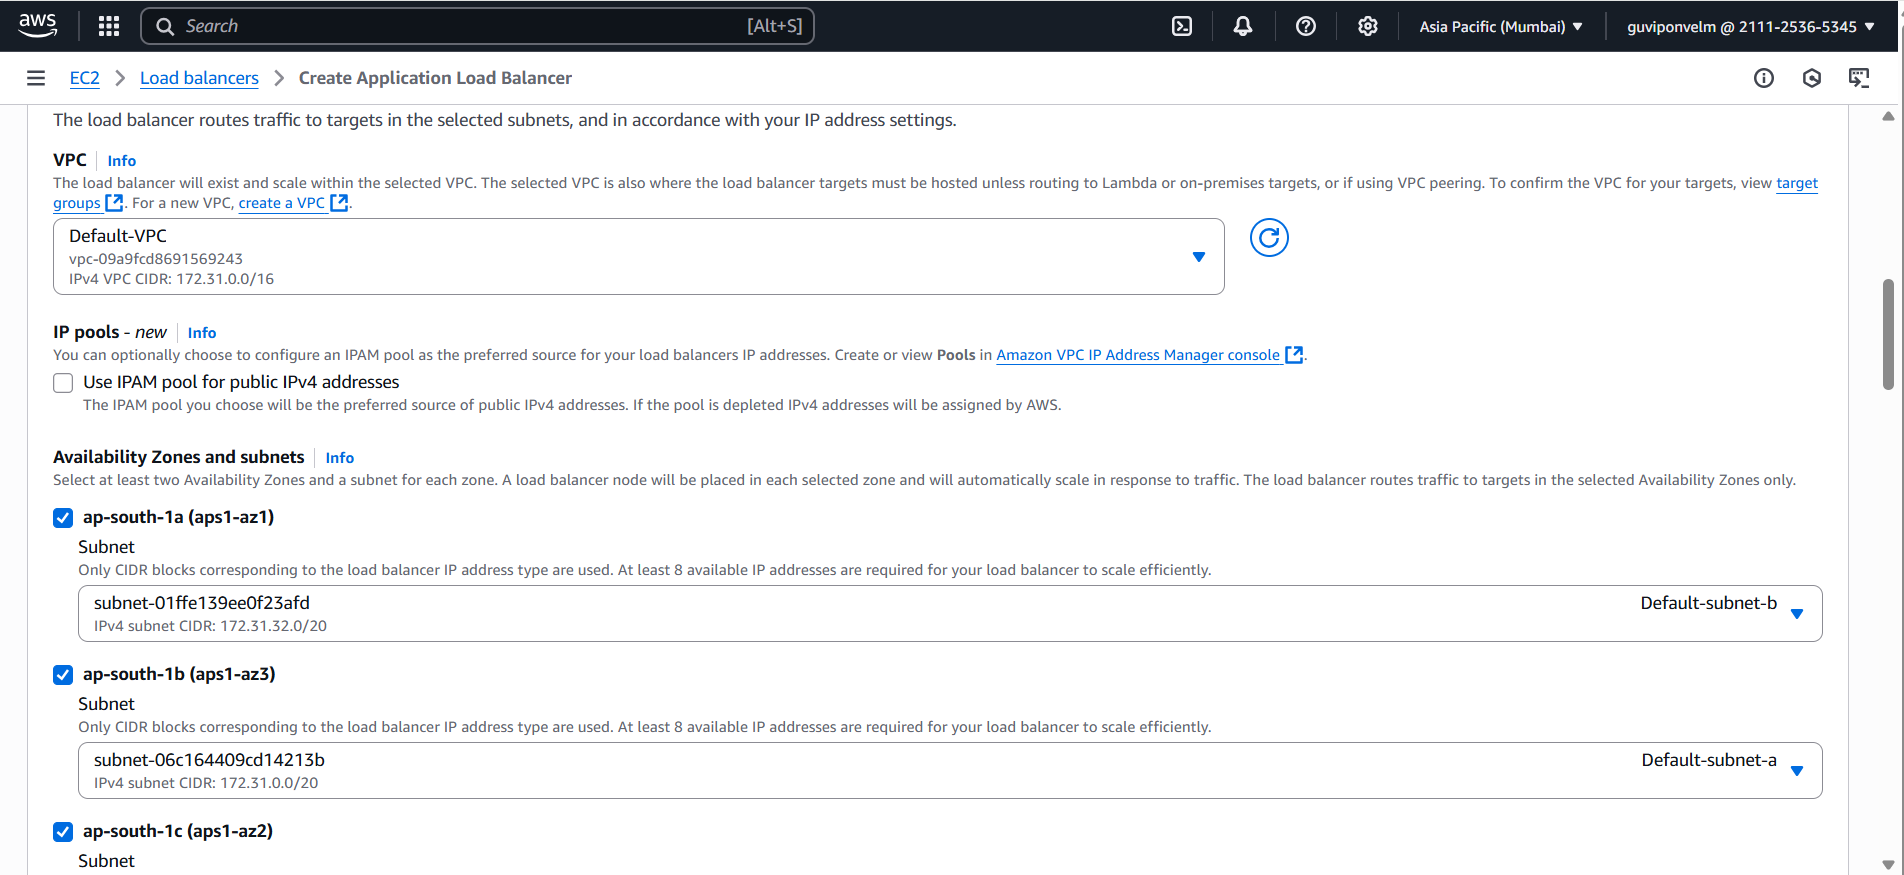 aws
Search [Alt+S]
Asia Pacific (Mumbai)
guviponvelm @ 2111-2536-5345
EC2 > Load balancers > Create Application Load Balancer
The load balancer routes traffic to targets in the selected subnets, and in accordance with your IP address settings.
VPC Info
The load balancer will exist and scale within the selected VPC. The selected VPC is also where the load balancer targets must be hosted unless routing to Lambda or on-premises targets, or if using VPC peering. To confirm the VPC for your targets, view target
groups. For a new VPC, create a VPC.
Default-VPC
vpc-09a9fcd8691569243
IPv4 VPC CIDR: 172.31.0.0/16
IP pools - new Info
You can optionally choose to configure an IPAM pool as the preferred source for your load balancers IP addresses. Create or view Pools in Amazon VPC IP Address Manager console.
Use IPAM pool for public IPv4 addresses
The IPAM pool you choose will be the preferred source of public IPv4 addresses. If the pool is depleted IPv4 addresses will be assigned by AWS.
Availability Zones and subnets Info
Select at least two Availability Zones and a subnet for each zone. A load balancer node will be placed in each selected zone and will automatically scale in response to traffic. The load balancer routes traffic to targets in the selected Availability Zones only.
ap-south-1a (aps1-az1)
Subnet
Only CIDR blocks corresponding to the load balancer IP address type are used. At least 8 available IP addresses are required for your load balancer to scale efficiently.
subnet-01ffe139ee0f23afd Default-subnet-b
IPv4 subnet CIDR: 172.31.32.0/20
ap-south-1b (aps1-az3)
Subnet
Only CIDR blocks corresponding to the load balancer IP address type are used. At least 8 available IP addresses are required for your load balancer to scale efficiently.
subnet-06c164409cd14213b Default-subnet-a
IPv4 subnet CIDR: 172.31.0.0/20
ap-south-1c (aps1-az2)
Subnet